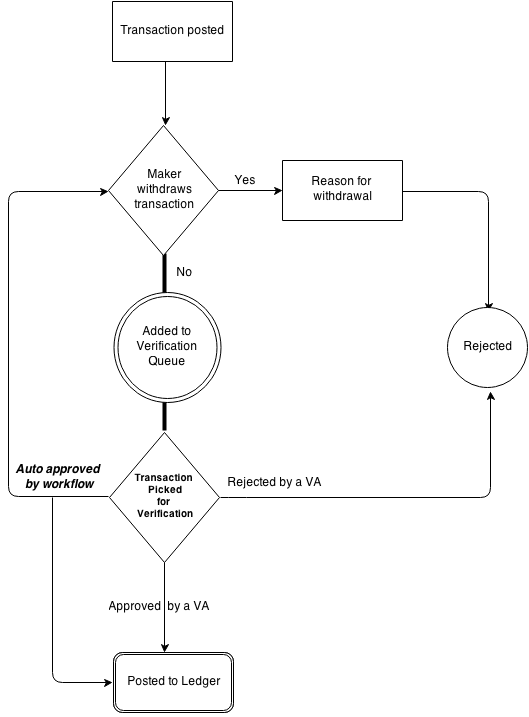 Transaction posted
Maker
withdraws
transaction
Yes
Reason for
withdrawal
No
Added to
Verification
Queue
Rejected
Auto approved
by workflow
Transaction
Picked
for
Verification
Rejected by a VA
Approved by a VA
Posted to Ledger